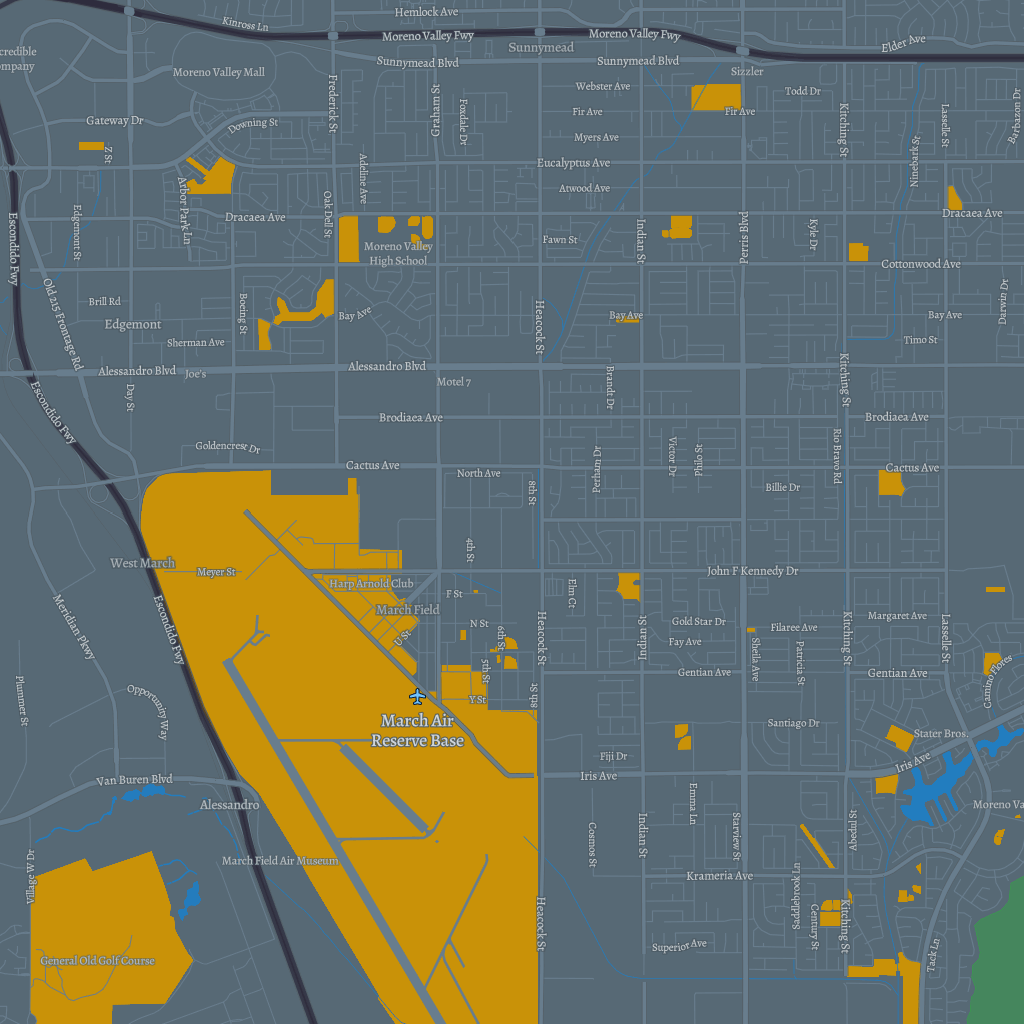 Hemlock Ave
Kinross Ln
Moreno Valley Fwy
Moreno Valley Fwy
Elder Ave
Sunnymead
credible
ompany
Moreno Valley Mall
Sunnymead Blvd
Sunnymead Blvd
Sizzler
Webster Ave
Todd Dr
Frederick St
Graham St
Foxdale Dr
Fir Ave
Fir Ave
Kitching St
Lasselle St
Barbazon Dr
Gateway Dr
Downing St
Myers Ave
Z St
Adeline Ave
Eucalyptus Ave
Ninebark St
Arbor Park Ln
Atwood Ave
Edgemont St
Oak Dell St
Dracaea Ave
Dracaea Ave
Escondido Fwy
Moreno Valley
High School
Fawn St
Indian St
Perris Blvd
Kyle Dr
Cottonwood Ave
Old 215 Frontage Rd
Brill Rd
Boeing St
Bay Ave
Heacock St
Bay Ave
Bay Ave
Darwin Dr
Edgemont
Sherman Ave
Timo St
Alessandro Blvd
Joe's
Alessandro Blvd
Motel 7
Escondido Fwy
Day St
Brandt Dr
Kitching St
Brodiaea Ave
Brodiaea Ave
Goldencrest Dr
Cactus Ave
North Ave
Perham Dr
Victor Dr
Philo St
Rio Bravo Rd
Cactus Ave
8th St
Billie Dr
4th St
West March
Meyer St
Harp Arnold Club
John F Kennedy Dr
F St
Elm Ct
March Field
Meridian Pkwy
Escondido Fwy
U St
N St
6th St
Heacock St
Indian St
Gold Star Dr
Filaree Ave
Margaret Ave
Fay Ave
Sheila Ave
Patricia St
Kitching St
Lasselle St
5th St
Gentian Ave
Gentian Ave
Camino Flores
Plummer St
Opportunity Way
Y St
8th St
March Air
Reserve Base
Santiago Dr
Stater Bros.
Fiji Dr
Iris Ave
Iris Ave
Van Buren Blvd
Alessandro
Emma Ln
Cosmos St
Indian St
Starview St
Abedul St
Moreno Va
March Field Air Museum
Village W Dr
Krameria Ave
Saddlebrook Ln
Century St
Kitching St
Heacock St
Superior Ave
Tack Ln
General Old Golf Course